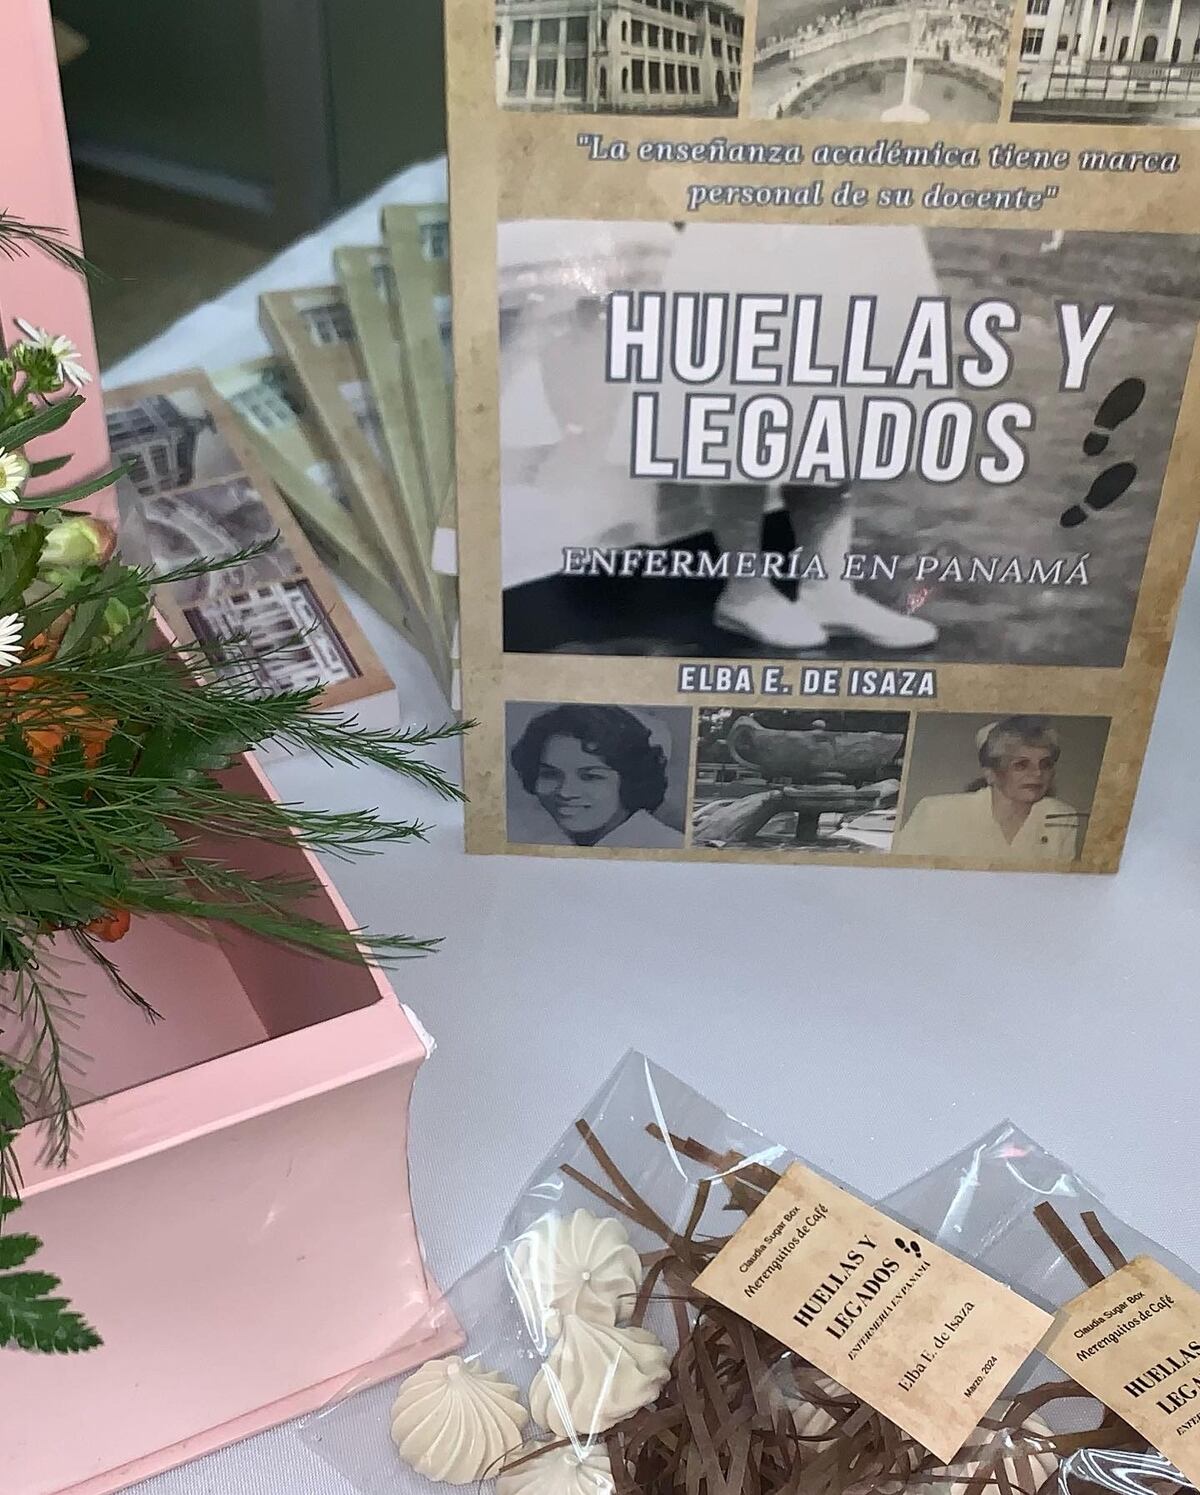 "La enseñanza académica tiene marca
personal de su docente"
HUELLAS Y
LEGADOS
ENFERMERÍA EN PANAMÁ
ELBA E. DE ISAZA
Claudia Sugar Box
Merenguitos de Café
HUELLAS Y
LEGADOS
ENFERMERÍA EN PANAMÁ
Elba E. de Isaza
Marzo, 2024
Claudia Sugar Box
Merenguitos de Café
HUELLAS
LEGA
ENFE